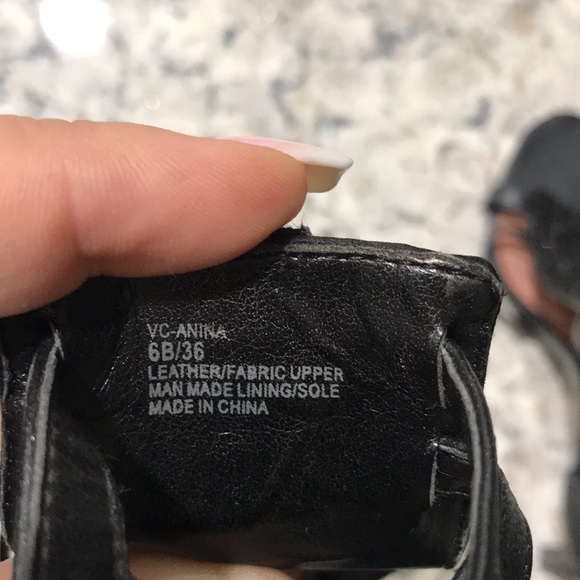 VC-ANINA
6B/36
LEATHER/FABRIC UPPER
MAN MADE LINING/SOLE
MADE IN CHINA